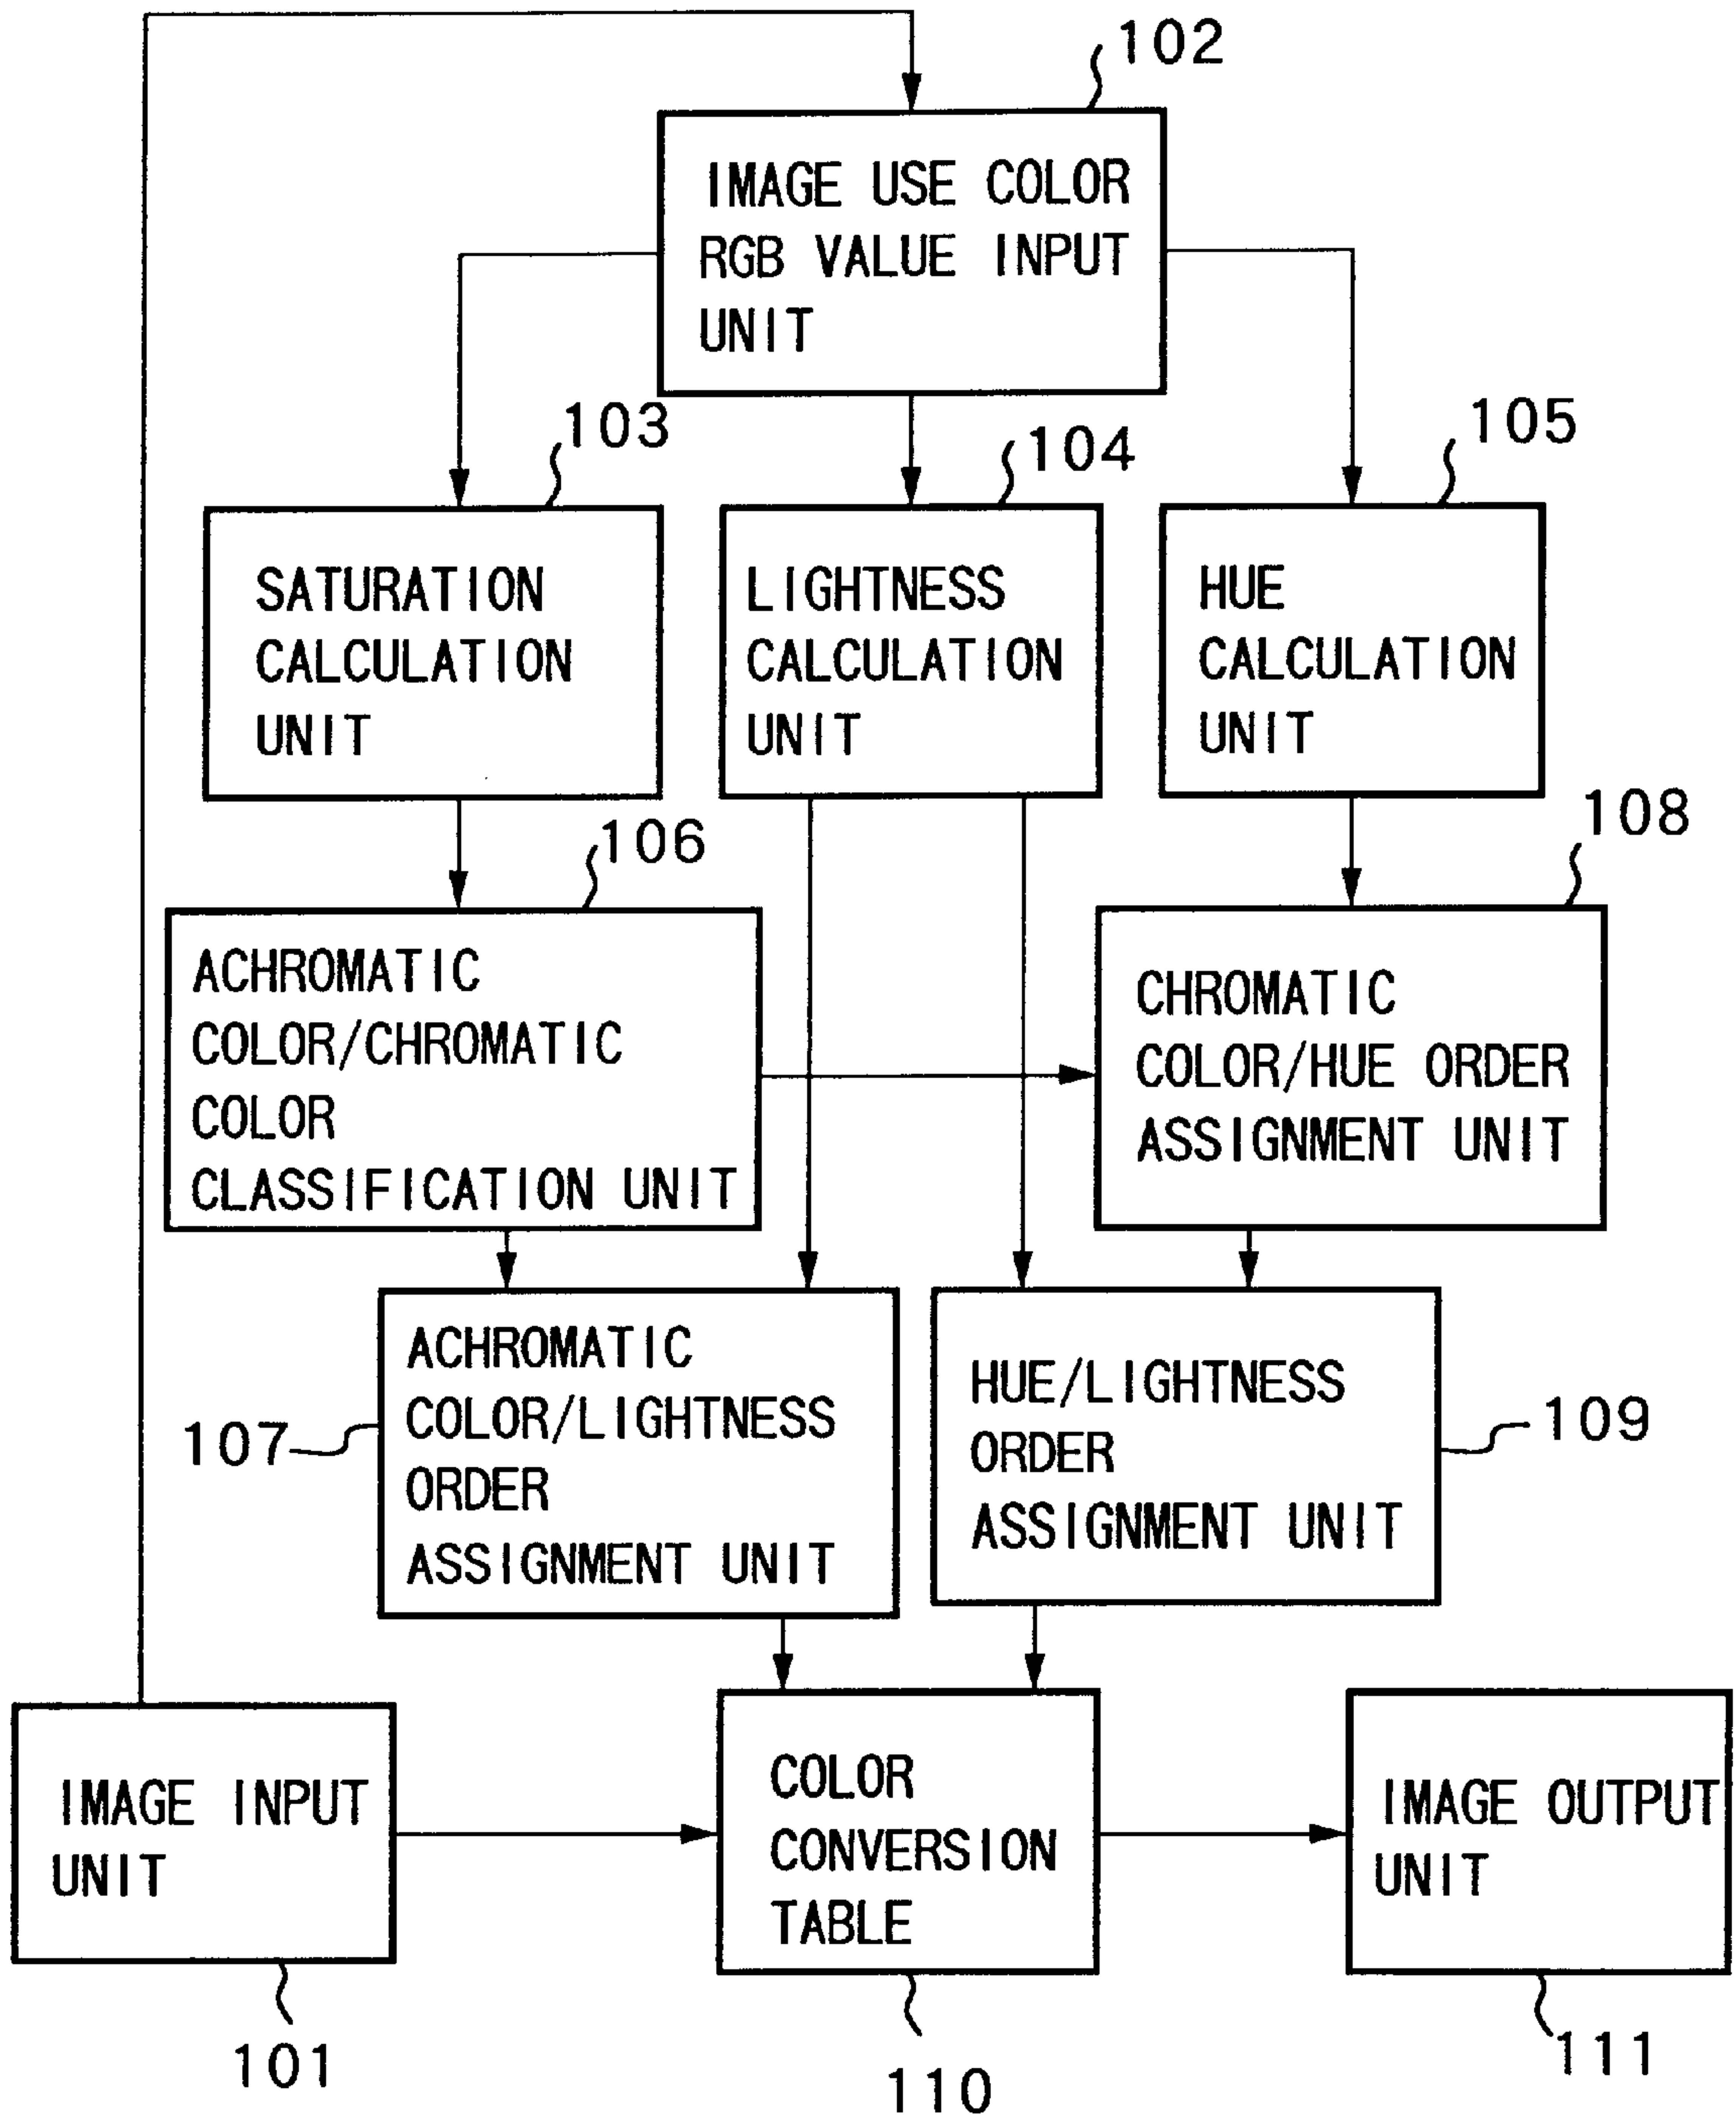 102
IMAGE USE COLOR
RGB VALUE INPUT
UNIT
103
104
105
SATURATION
CALCULATION
UNIT
LIGHTNESS
CALCULATION
UNIT
HUE
CALCULATION
UNIT
106
108
ACHROMATIC
COLOR/CHROMATIC
COLOR
CLASSIFICATION UNIT
CHROMATIC
COLOR/HUE ORDER
ASSIGNMENT UNIT
107
ACHROMATIC
COLOR/LIGHTNESS
ORDER
ASSIGNMENT UNIT
HUE/LIGHTNESS
ORDER
ASSIGNMENT UNIT
109
IMAGE INPUT
UNIT
COLOR
CONVERSION
TABLE
IMAGE OUTPUT
UNIT
101
110
111